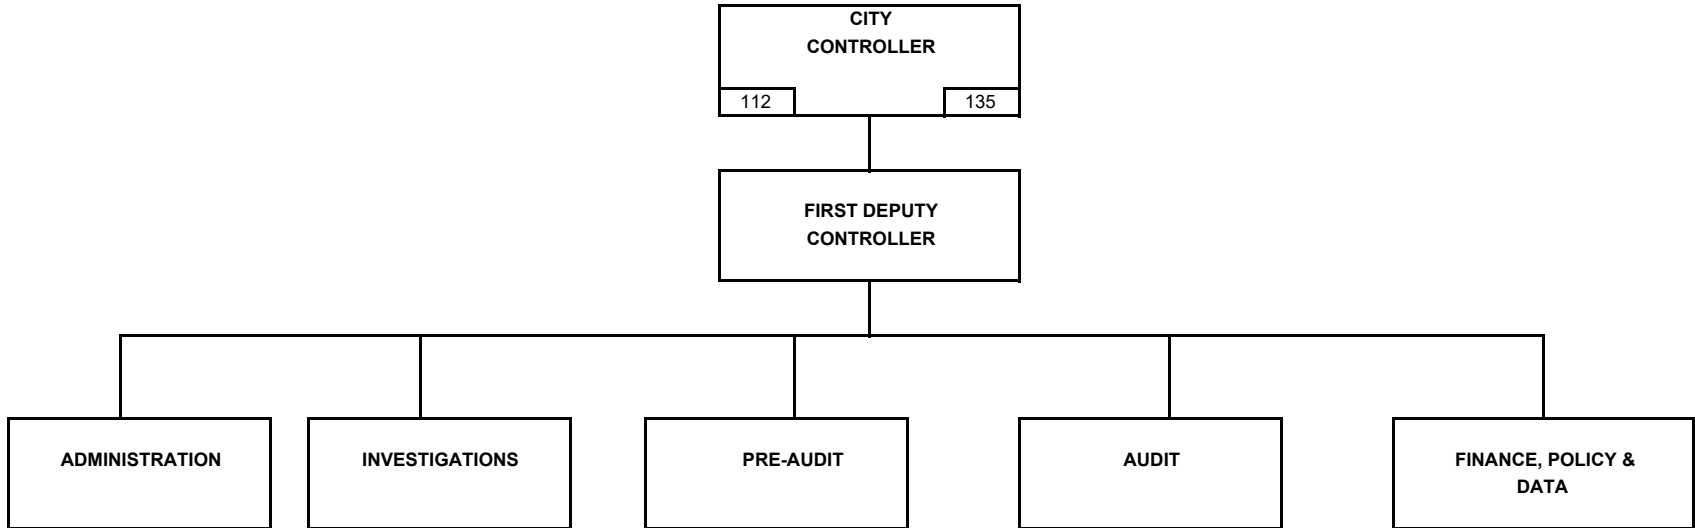 CITY
CONTROLLER
112 135
FIRST DEPUTY
CONTROLLER
ADMINISTRATION INVESTIGATIONS PRE-AUDIT AUDIT FINANCE, POLICY &
DATA